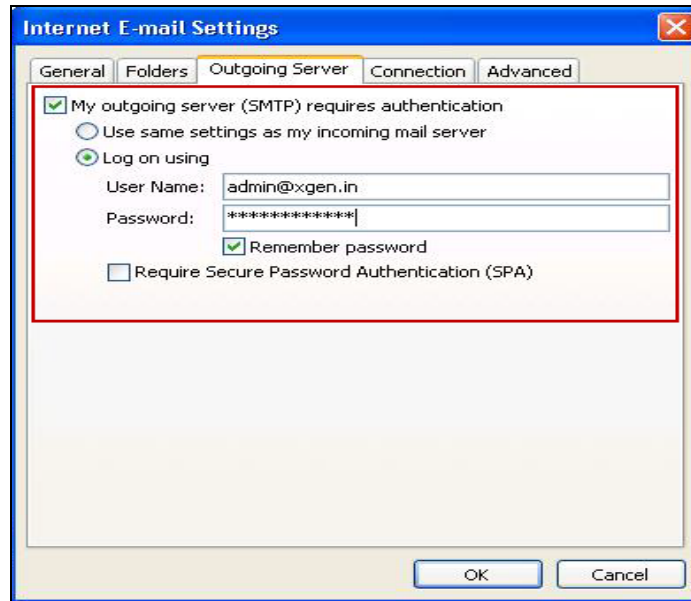 Internet E-mail Settings
General Folders Outgoing Server Connection Advanced
My outgoing server (SMTP) requires authentication
Use same settings as my incoming mail server
Log on using
User Name: admin@xgen.in
Password: ************
Remember password
Require Secure Password Authentication (SPA)
OK Cancel